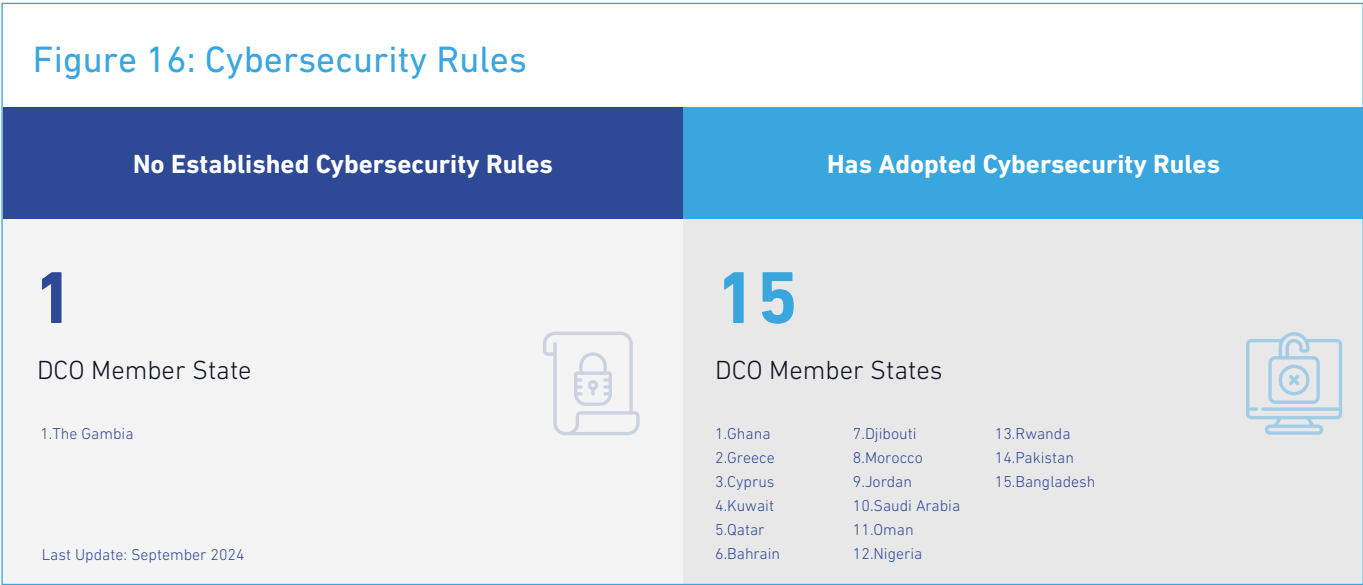 Figure 16: Cybersecurity Rules
No Established Cybersecurity Rules
Has Adopted Cybersecurity Rules
1
DCO Member State
1.The Gambia
Last Update: September 2024
15
DCO Member States
1.Ghana
2.Greece
3.Cyprus
4.Kuwait
5.Qatar
6.Bahrain
7.Djibouti
8.Morocco
9.Jordan
10.Saudi Arabia
11.Oman
12.Nigeria
13.Rwanda
14.Pakistan
15.Bangladesh